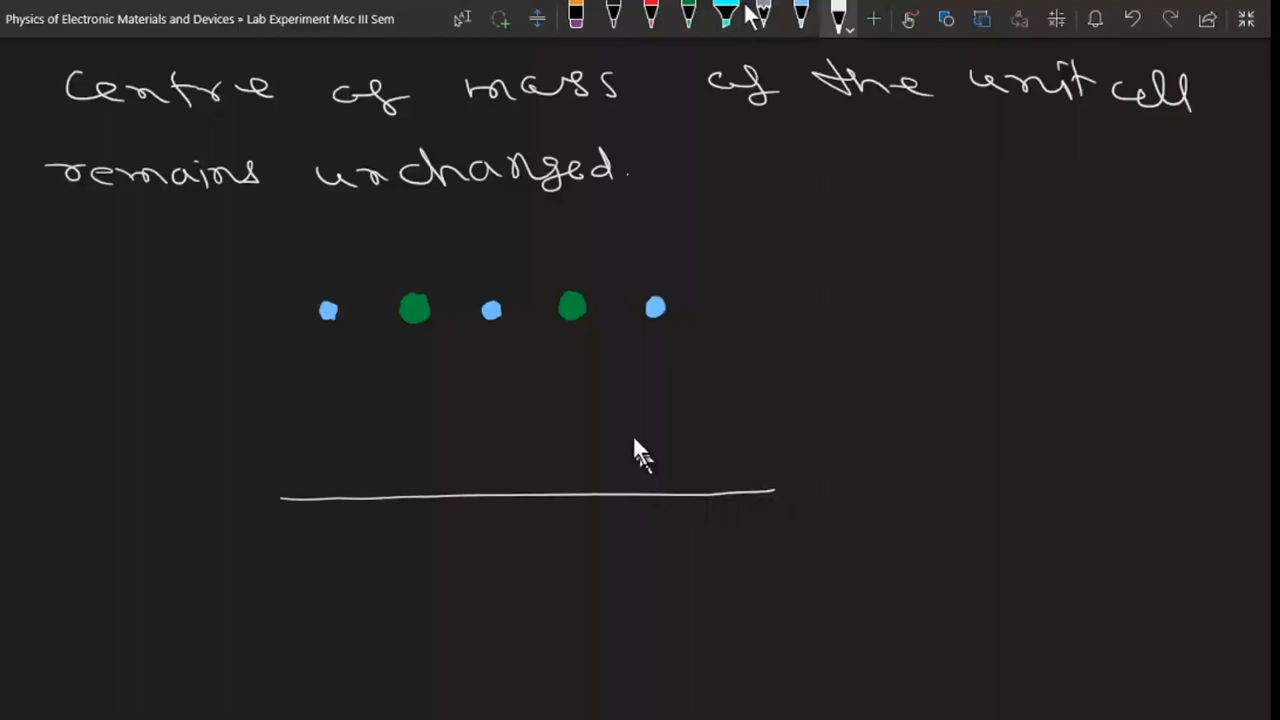 Physics of Electronic Materials and Devices » Lab Experiment Msc III Sem
Centre of mass of the unit cell
remains unchanged.